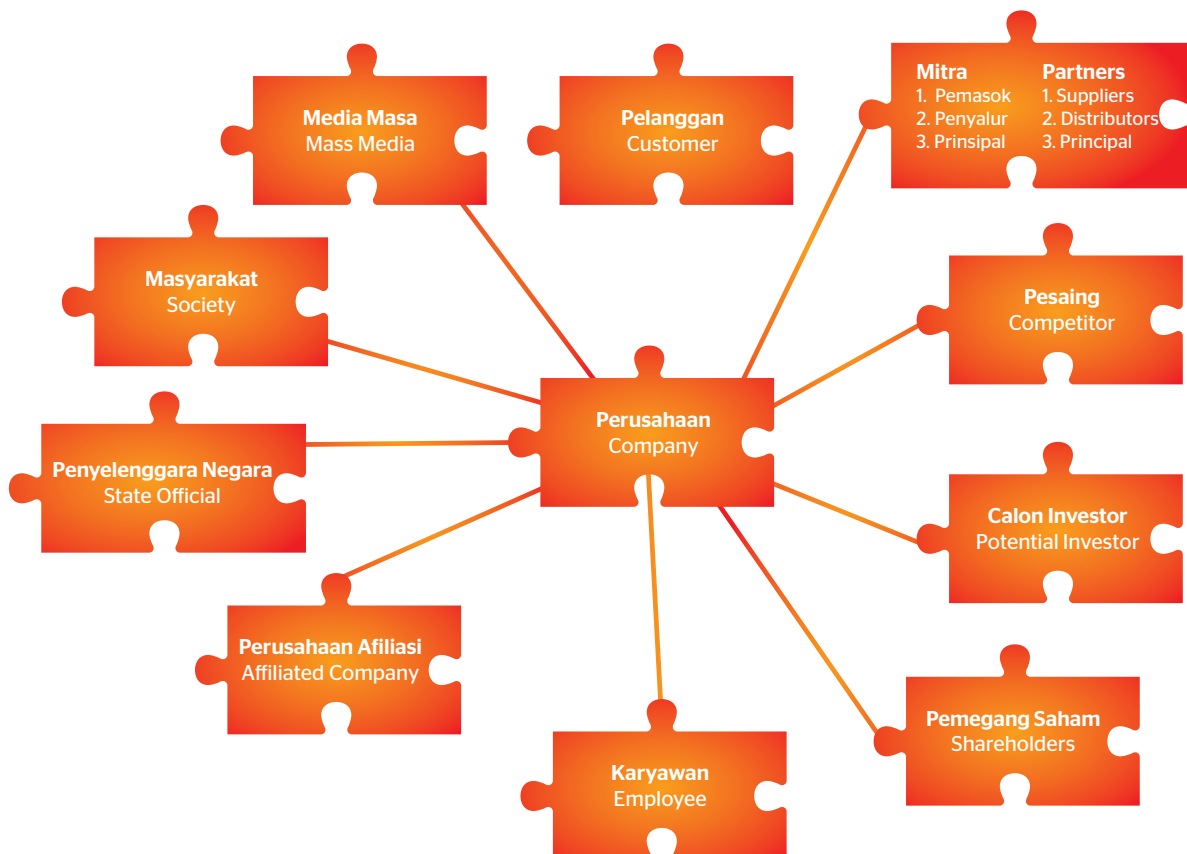 Media Masa
Mass Media
Pelanggan
Customer
Mitra
1. Pemasok
2. Penyalur
3. Prinsipal
Partners
1. Suppliers
2. Distributors
3. Principal
Masyarakat
Society
Pesaing
Competitor
Perusahaan
Company
Penyelenggara Negara
State Official
Calon Investor
Potential Investor
Perusahaan Afiliasi
Affiliated Company
Pemegang Saham
Shareholders
Karyawan
Employee